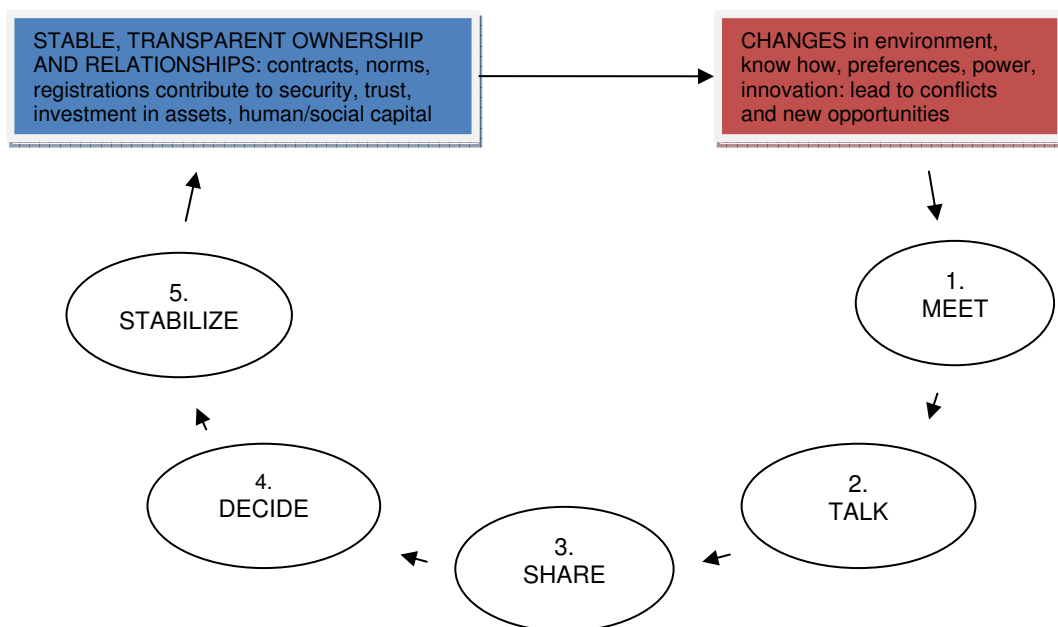 STABLE, TRANSPARENT OWNERSHIP
AND RELATIONSHIPS: contracts, norms,
registrations contribute to security, trust,
investment in assets, human/social capital
CHANGES in environment,
know how, preferences, power,
innovation: lead to conflicts
and new opportunities
1.
MEET
2.
TALK
3.
SHARE
4.
DECIDE
5.
STABILIZE